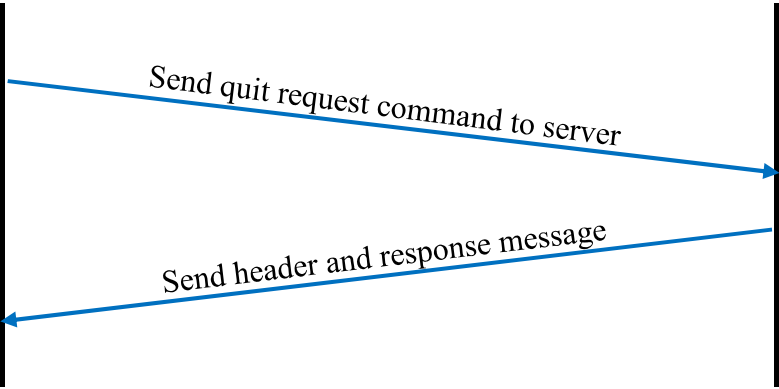 Send quit request command to server
Send header and response message